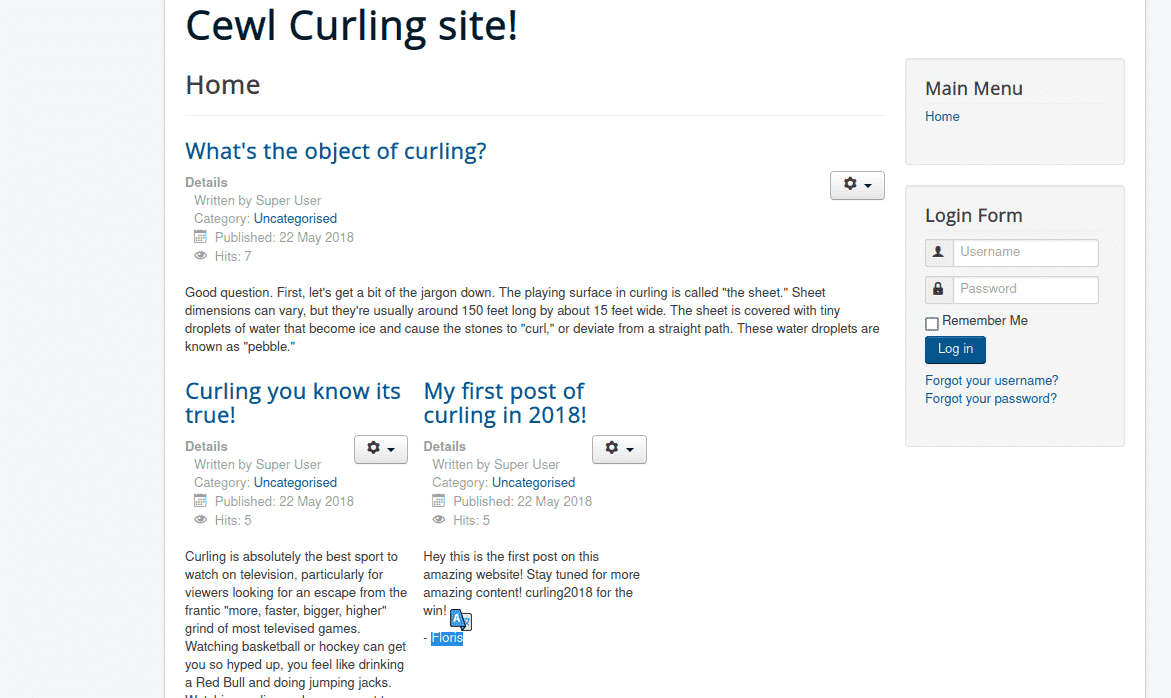 Cewl Curling site!
Home
What's the object of curling?
Details
Written by Super User
Category: Uncategorised
Published: 22 May 2018
Hits: 7
Good question. First, let's get a bit of the jargon down. The playing surface in curling is called "the sheet." Sheet
dimensions can vary, but they're usually around 150 feet long by about 15 feet wide. The sheet is covered with tiny
droplets of water that become ice and cause the stones to "curl," or deviate from a straight path. These water droplets are
known as "pebble."
Curling you know its
true!
Details
Written by Super User
Category: Uncategorised
Published: 22 May 2018
Hits: 5
Curling is absolutely the best sport to
watch on television, particularly for
viewers looking for an escape from the
frantic "more, faster, bigger, higher"
grind of most televised games.
Watching basketball or hockey can get
you so hyped up, you feel like drinking
a Red Bull and doing jumping jacks.
My first post of
curling in 2018!
Details
Written by Super User
Category: Uncategorised
Published: 22 May 2018
Hits: 5
Hey this is the first post on this
amazing website! Stay tuned for more
amazing content! curling2018 for the
win!
- Floris
Main Menu
Home
Login Form
Username
Password
Remember Me
Log in
Forgot your username?
Forgot your password?